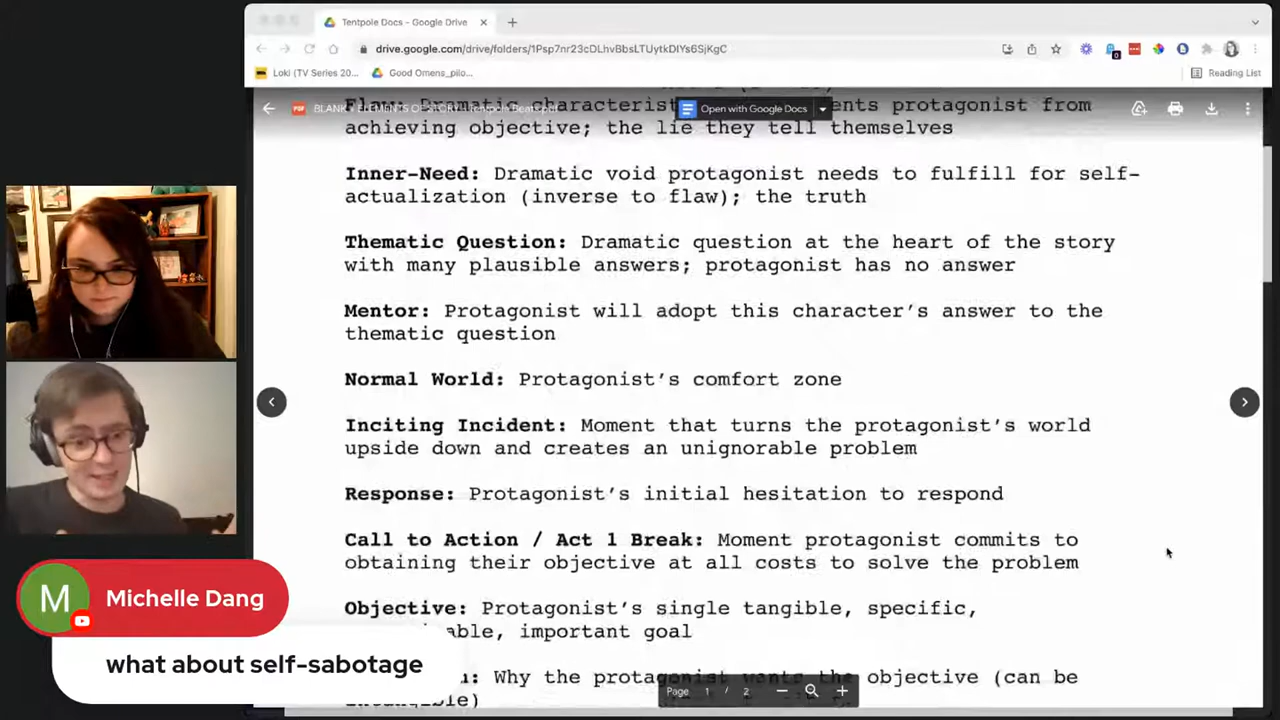 Tentpole Docs - Google Drive
drive.google.com/drive/folders/1Psp7nr23cDLhvBbsLTUytkDIYs6SjKgC
Loki (TV Series 20...
Good Omens_pilo...
Reading List
Open with Google Docs
Dramatic characterist ents protagonist from
achieving objective; the lie they tell themselves
Inner-Need: Dramatic void protagonist needs to fulfill for self-
actualization (inverse to flaw); the truth
Thematic Question: Dramatic question at the heart of the story
with many plausible answers; protagonist has no answer
Mentor: Protagonist will adopt this character's answer to the
thematic question
Normal World: Protagonist's comfort zone
Inciting Incident: Moment that turns the protagonist's world
upside down and creates an unignorable problem
Response: Protagonist's initial hesitation to respond
Call to Action / Act 1 Break: Moment protagonist commits to
obtaining their objective at all costs to solve the problem
Objective: Protagonist's single tangible, specific,
able, important goal
Why the protagonist wants the objective (can be
intangible)
Page 1 / 2
M
Michelle Dang
what about self-sabotage